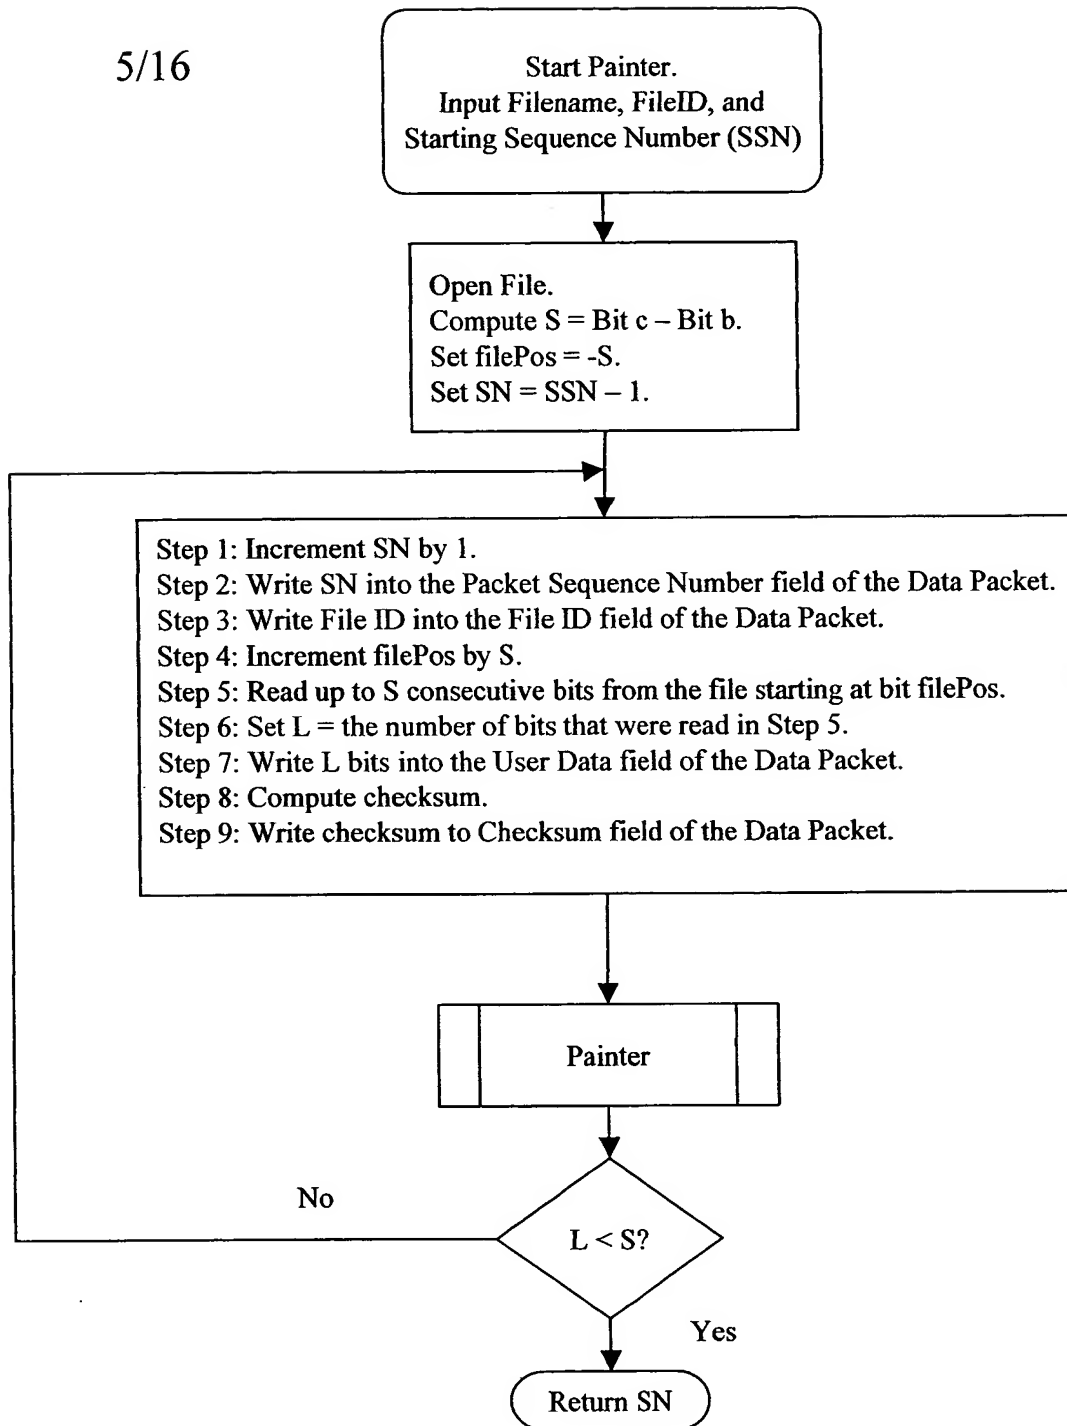 5/16
Start Painter.
Input Filename, FileID, and
Starting Sequence Number (SSN)
Open File.
Compute S = Bit c – Bit b.
Set filePos = -S.
Set SN = SSN – 1.
Step 1: Increment SN by 1.
Step 2: Write SN into the Packet Sequence Number field of the Data Packet.
Step 3: Write File ID into the File ID field of the Data Packet.
Step 4: Increment filePos by S.
Step 5: Read up to S consecutive bits from the file starting at bit filePos.
Step 6: Set L = the number of bits that were read in Step 5.
Step 7: Write L bits into the User Data field of the Data Packet.
Step 8: Compute checksum.
Step 9: Write checksum to Checksum field of the Data Packet.
Painter
No
L < S?
Yes
Return SN